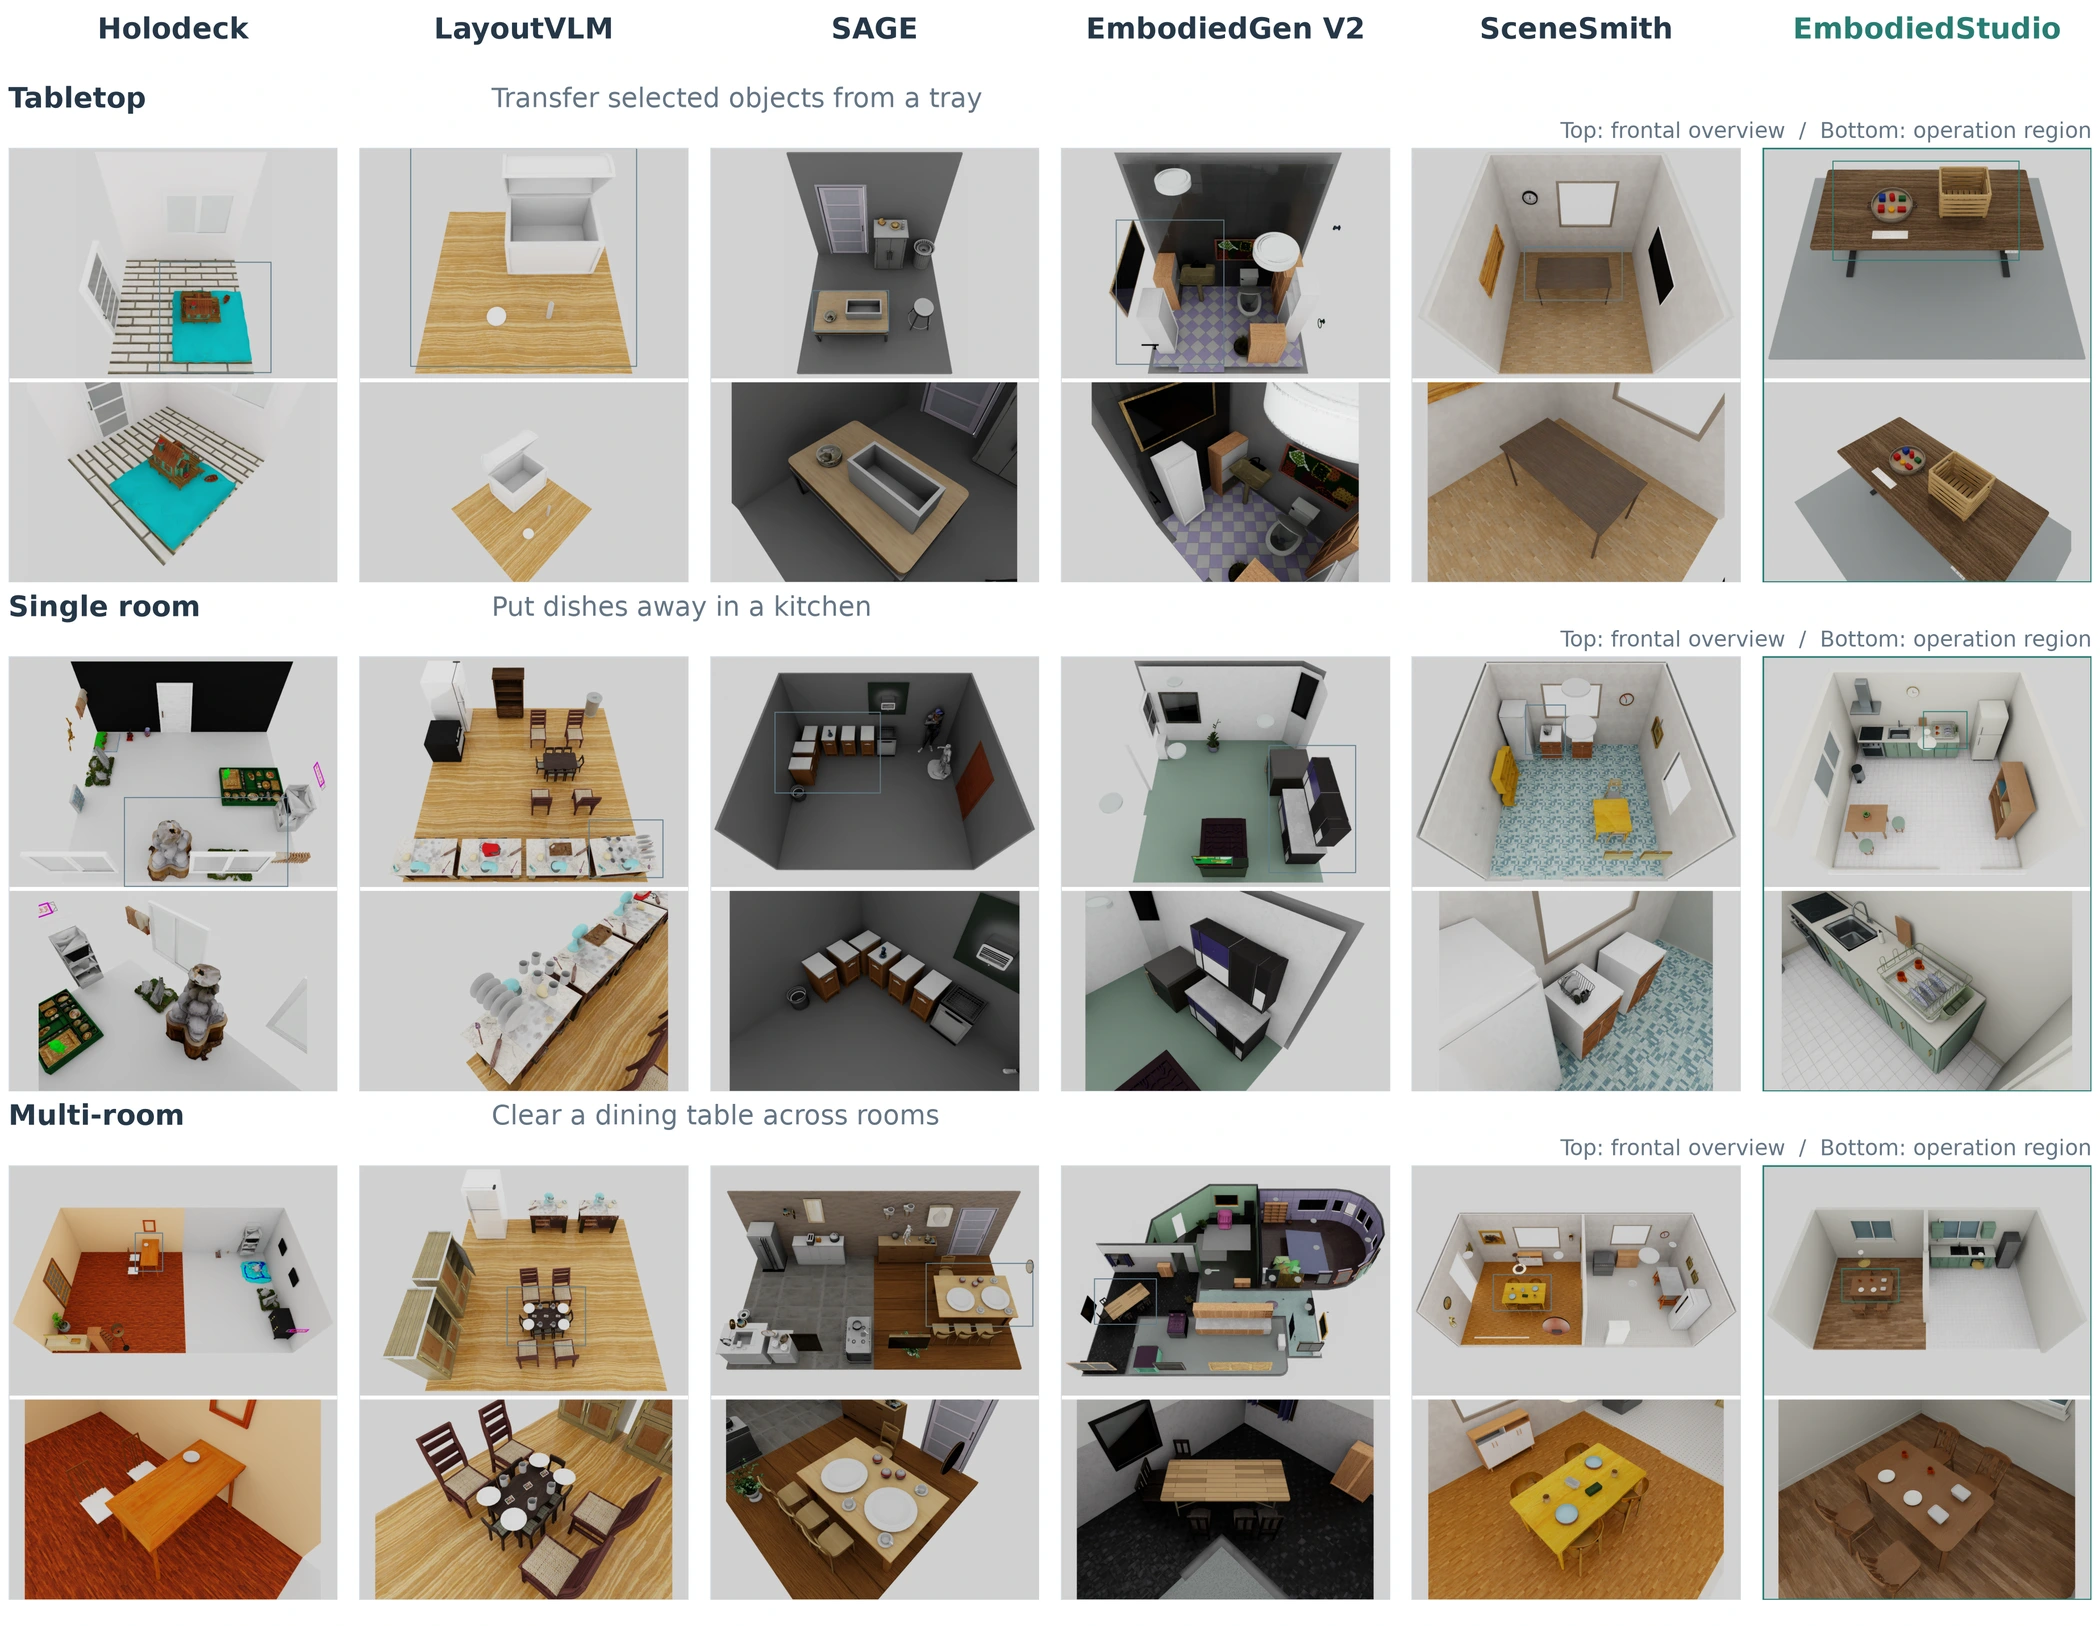 Holodeck
LayoutVLM
SAGE
EmbodiedGen V2
SceneSmith
EmbodiedStudio
Tabletop
Transfer selected objects from a tray
Top: frontal overview / Bottom: operation region
Single room
Put dishes away in a kitchen
Top: frontal overview / Bottom: operation region
Multi-room
Clear a dining table across rooms
Top: frontal overview / Bottom: operation region